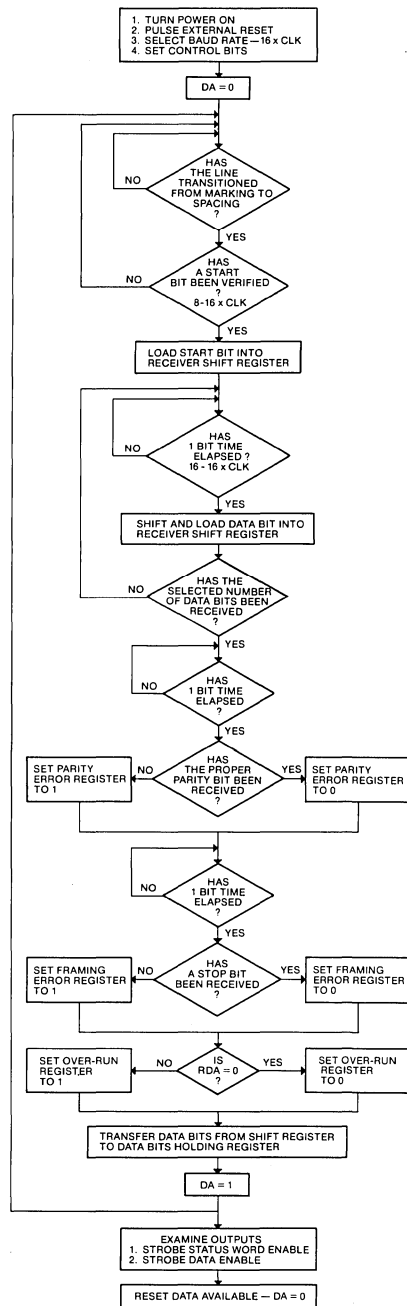 1. TURN POWER ON
2. PULSE EXTERNAL RESET
3. SELECT BAUD RATE—16 x CLK
4. SET CONTROL BITS
DA = 0
HAS
THE LINE
TRANSITIONED
FROM MARKING TO
SPACING
?
NO
YES
HAS
A START
BIT BEEN VERIFIED
?
8-16 x CLK
NO
YES
LOAD START BIT INTO
RECEIVER SHIFT REGISTER
HAS
1 BIT TIME
ELAPSED ?
16 - 16 x CLK
NO
YES
SHIFT AND LOAD DATA BIT INTO
RECEIVER SHIFT REGISTER
HAS THE
SELECTED NUMBER
OF DATA BITS BEEN
RECEIVED
?
NO
YES
HAS
1 BIT TIME
ELAPSED
?
NO
YES
HAS
THE PROPER
PARITY BIT BEEN
RECEIVED
?
NO
YES
SET PARITY
ERROR REGISTER
TO 1
SET PARITY
ERROR REGISTER
TO 0
HAS
1 BIT TIME
ELAPSED
?
NO
YES
HAS
A STOP BIT
BEEN RECEIVED
?
NO
YES
SET FRAMING
ERROR REGISTER
TO 1
SET FRAMING
ERROR REGISTER
TO 0
IS
RDA = 0
?
NO
YES
SET OVER-RUN
REGIST,ER
TO 1
SET OVER-RUN
REGISTER
TO 0
TRANSFER DATA BITS FROM SHIFT REGISTER
TO DATA BITS HOLDING REGISTER
DA = 1
EXAMINE OUTPUTS
1. STROBE STATUS WORD ENABLE
2. STROBE DATA ENABLE
RESET DATA AVAILABLE — DA = 0